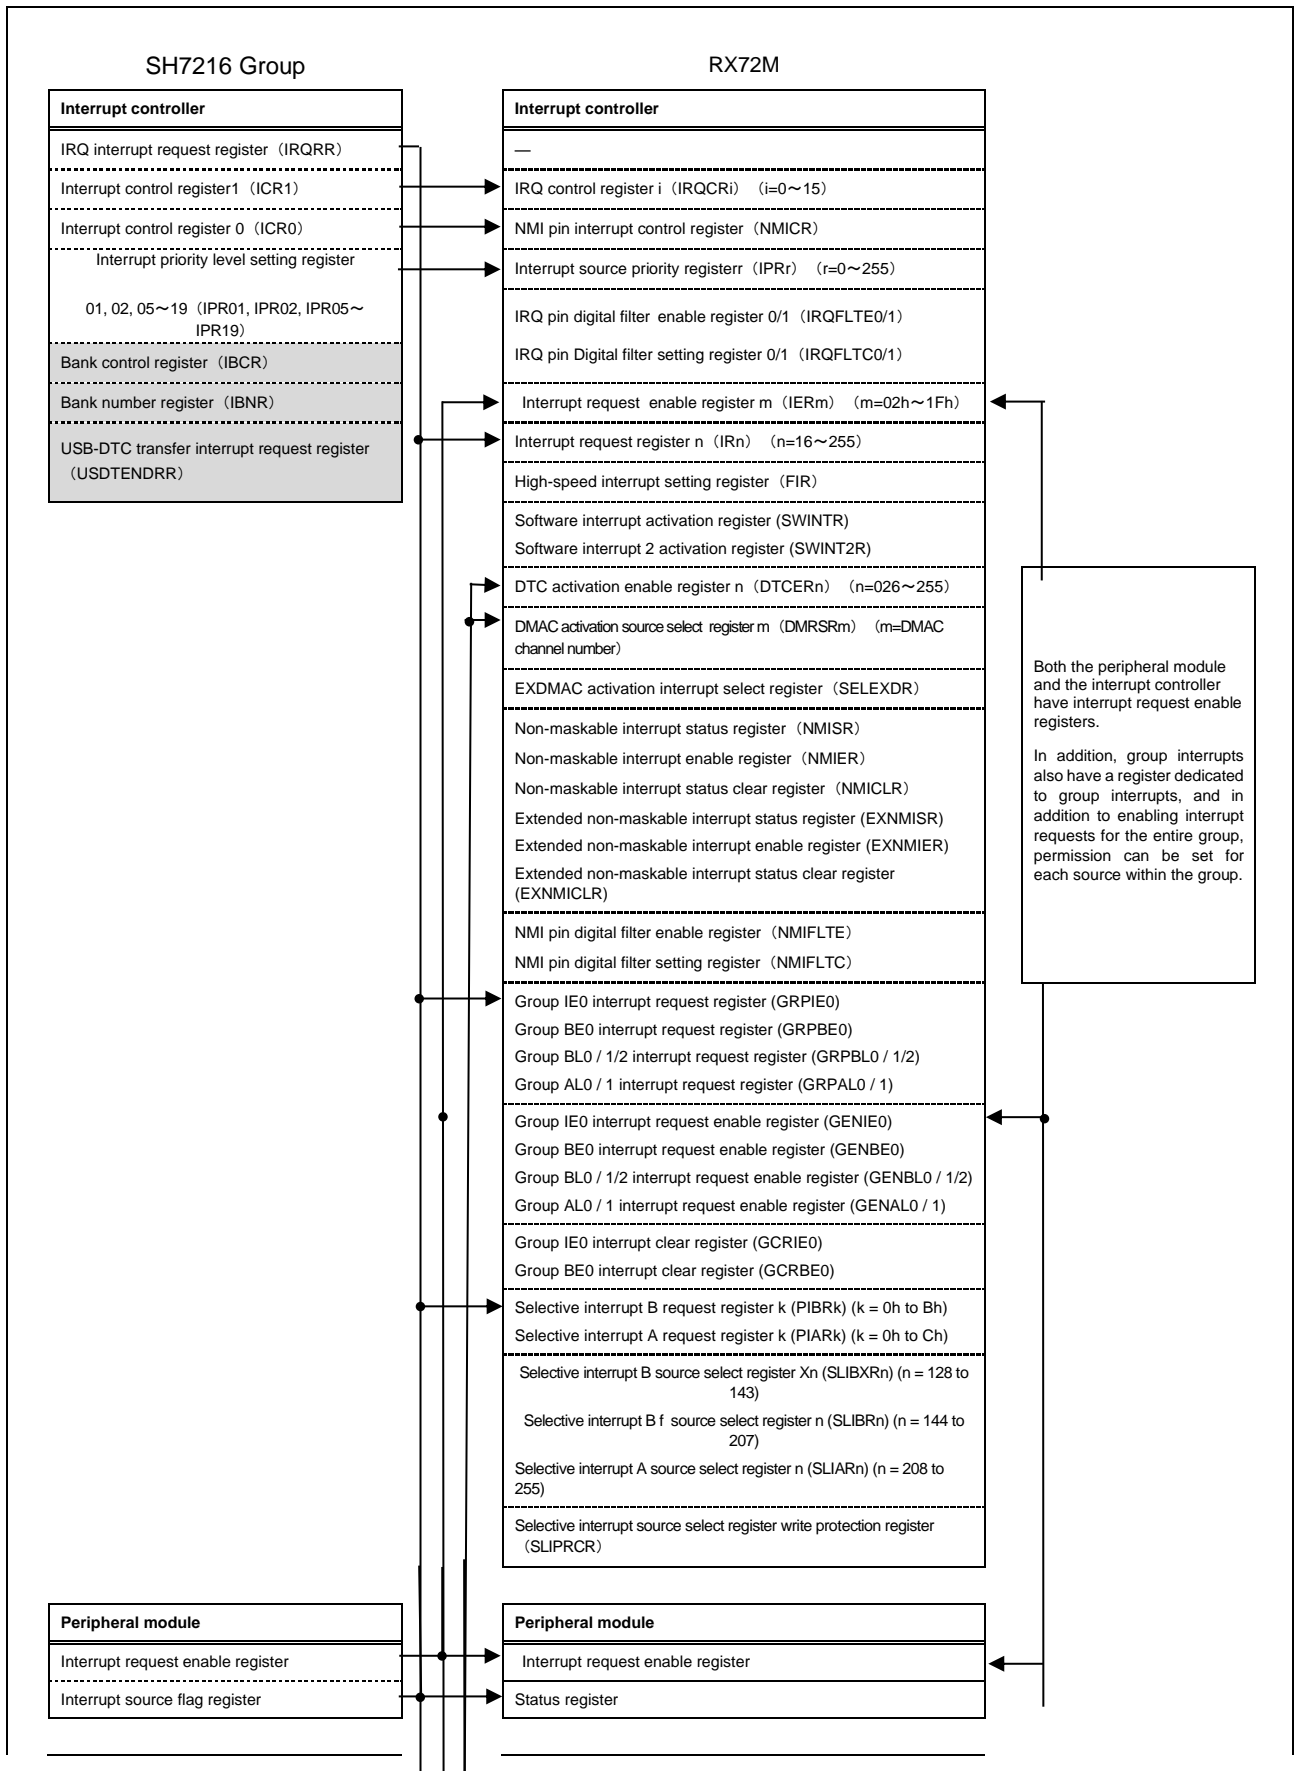 SH7216 Group
Interrupt controller
IRQ interrupt request register（IRQRR）
Interrupt control register1（ICR1）
Interrupt control register 0（ICR0）
Interrupt priority level setting register
01, 02, 05～19（IPR01, IPR02, IPR05～
IPR19）
Bank control register（IBCR）
Bank number register（IBNR）
USB-DTC transfer interrupt request register
（USDTENDRR）
RX72M
Interrupt controller
—
IRQ control register i（IRQCRi）（i=0～15）
NMI pin interrupt control register（NMICR）
Interrupt source priority registerr（IPRr）（r=0～255）
IRQ pin digital filter enable register 0/1（IRQFLTE0/1）
IRQ pin Digital filter setting register 0/1（IRQFLTC0/1）
Interrupt request enable register m（IERm）（m=02h～1Fh）
Interrupt request register n（IRn）（n=16～255）
High-speed interrupt setting register（FIR）
Software interrupt activation register (SWINTR)
Software interrupt 2 activation register (SWINT2R)
DTC activation enable register n（DTCERn）（n=026～255）
DMAC activation source select register m（DMRSRm）（m=DMAC
channel number）
EXDMAC activation interrupt select register（SELEXDR）
Non-maskable interrupt status register（NMISR）
Non-maskable interrupt enable register（NMIER）
Non-maskable interrupt status clear register（NMICLR）
Extended non-maskable interrupt status register (EXNMISR)
Extended non-maskable interrupt enable register (EXNMIER)
Extended non-maskable interrupt status clear register
(EXNMICLR)
NMI pin digital filter enable register（NMIFLTE）
NMI pin digital filter setting register（NMIFLTC）
Group IE0 interrupt request register (GRPIE0)
Group BE0 interrupt request register (GRPBE0)
Group BL0 / 1/2 interrupt request register (GRPBL0 / 1/2)
Group AL0 / 1 interrupt request register (GRPAL0 / 1)
Group IE0 interrupt request enable register (GENIE0)
Group BE0 interrupt request enable register (GENBE0)
Group BL0 / 1/2 interrupt request enable register (GENBL0 / 1/2)
Group AL0 / 1 interrupt request enable register (GENAL0 / 1)
Group IE0 interrupt clear register (GCRIE0)
Group BE0 interrupt clear register (GCRBE0)
Selective interrupt B request register k (PIBRk) (k = 0h to Bh)
Selective interrupt A request register k (PIARk) (k = 0h to Ch)
Selective interrupt B source select register Xn (SLIBXRn) (n = 128 to
143)
Selective interrupt B f source select register n (SLIBRn) (n = 144 to
207)
Selective interrupt A source select register n (SLIARn) (n = 208 to
255)
Selective interrupt source select register write protection register
（SLIPRCR）
Both the peripheral module
and the interrupt controller
have interrupt request enable
registers.
In addition, group interrupts
also have a register dedicated
to group interrupts, and in
addition to enabling interrupt
requests for the entire group,
permission can be set for
each source within the group.
Peripheral module
Interrupt request enable register
Interrupt source flag register
Peripheral module
Interrupt request enable register
Status register